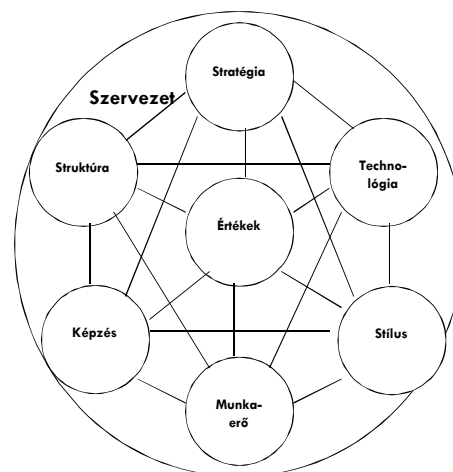 Stratégia
Szervezet
Struktúra
Techno-
lógia
Értékek
Képzés
Stílus
Munka-
erő